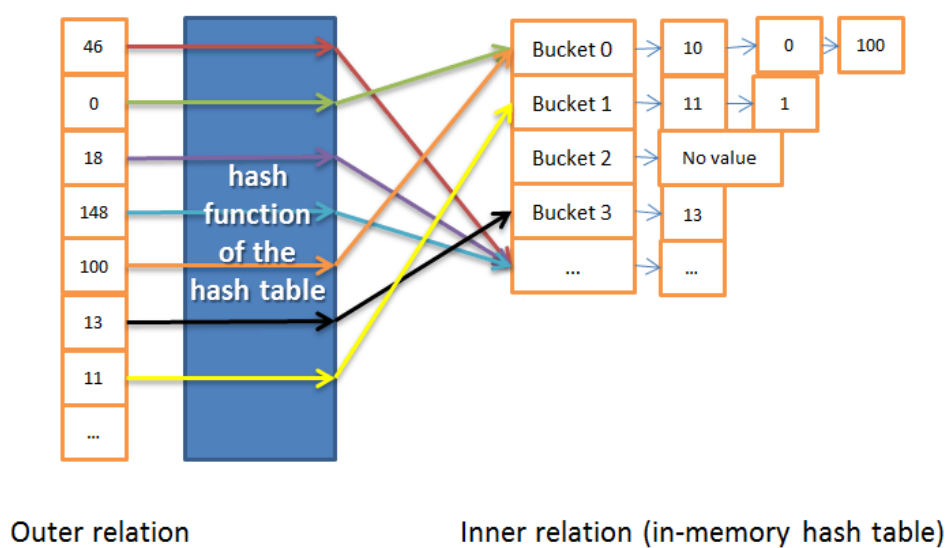 46
0
18
148
100
13
11
...
hash
function
of the
hash table
Bucket 0
10
0
100
Bucket 1
11
1
Bucket 2
No value
Bucket 3
13
...
...
Outer relation
Inner relation (in-memory hash table)